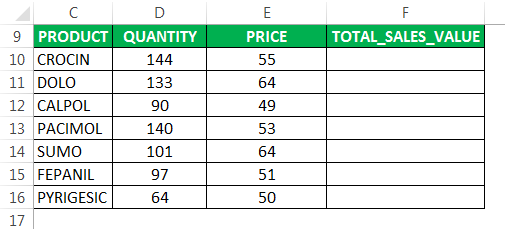 C D E F
9 PRODUCT QUANTITY PRICE TOTAL_SALES_VALUE
10 CROCIN 144 55
11 DOLO 133 64
12 CALPOL 90 49
13 PACIMOL 140 53
14 SUMO 101 64
15 FEPANIL 97 51
16 PYRIGESIC 64 50
17